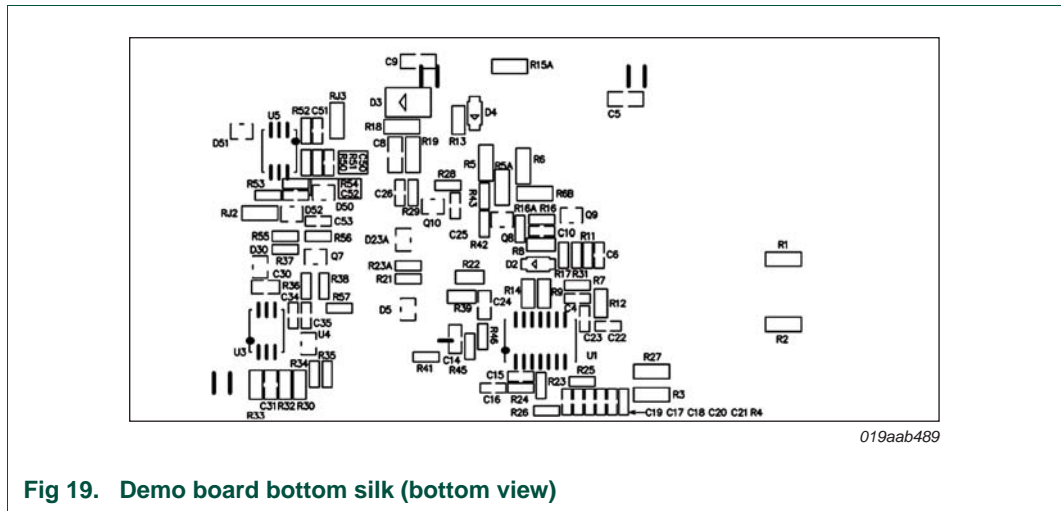 C9
R15A
C5
D3
D4
R52 C51 RJ3
U5
D51
R18
R13
C8
R19
R50
R51
C50
C52
R5
R5A
R6
R53
R54
D50
C26
R29
R28
Q10
C25
R43
R42
R6B
R16A R16
Q8
Q9
C10
R8
R11
C6
RJ2
D52
C53
R55
R56
D30
R37
Q7
D23A
R23A
R21
R22
D2
R17
R31
R7
R1
C30
R36
R38
R57
D5
R39
C24
R14
R9
C4
R12
C23
C22
R2
C34
C35
U4
U3
R46
U1
R41
C14
R45
R34
R35
C15
C16
R24
R23
R25
R27
R3
R26
C31 R32 R30
R33
C19 C17 C18 C20 C21 R4
019aab489
Fig 19. Demo board bottom silk (bottom view)